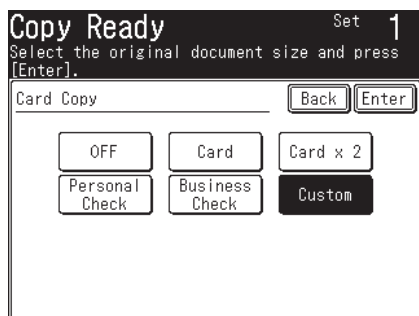 Copy Ready Set 1
Select the original document size and press
[Enter].
Card Copy Back Enter
OFF Card Card x 2
Personal Check Business Check Custom